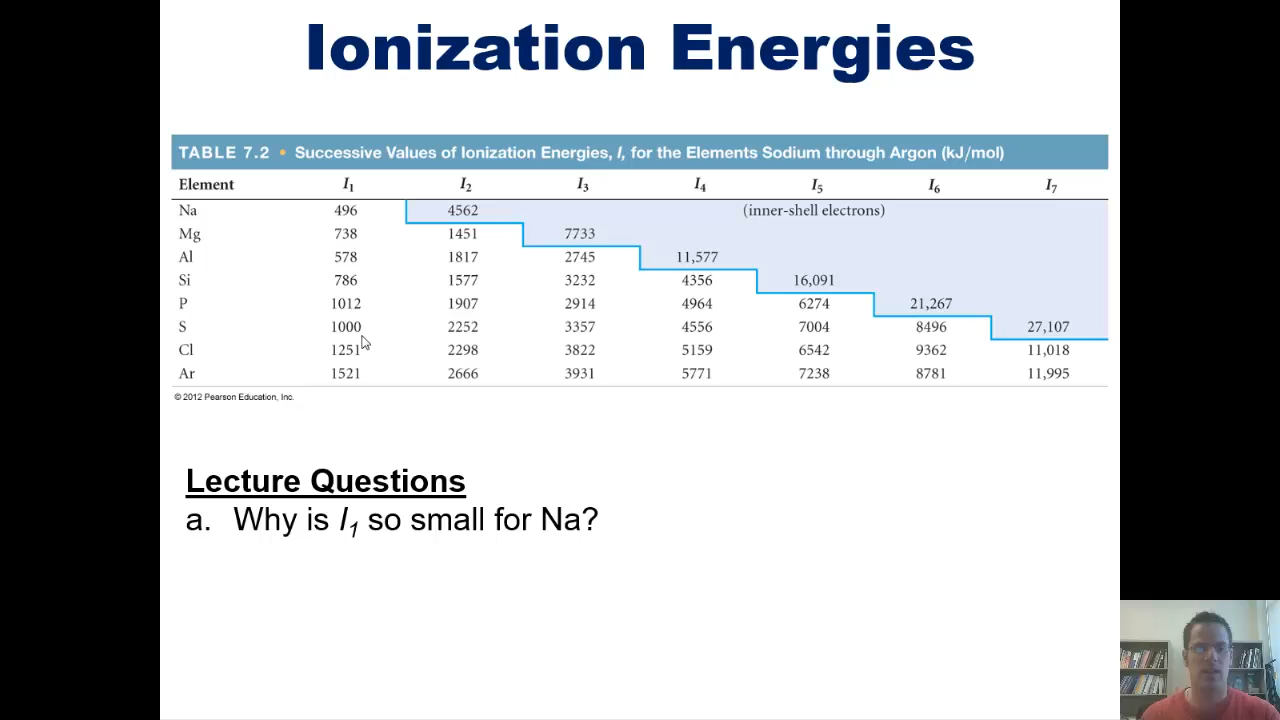 Ionization Energies
TABLE 7.2 • Successive Values of Ionization Energies, I, for the Elements Sodium through Argon (kJ/mol)
Element I1 I2 I3 I4 I5 I6 I7
Na 496 4562 (inner-shell electrons)
Mg 738 1451 7733
Al 578 1817 2745 11,577
Si 786 1577 3232 4356 16,091
P 1012 1907 2914 4964 6274 21,267
S 1000 2252 3357 4556 7004 8496 27,107
Cl 1251 2298 3822 5159 6542 9362 11,018
Ar 1521 2666 3931 5771 7238 8781 11,995
© 2012 Pearson Education, Inc.
Lecture Questions
a. Why is I1 so small for Na?